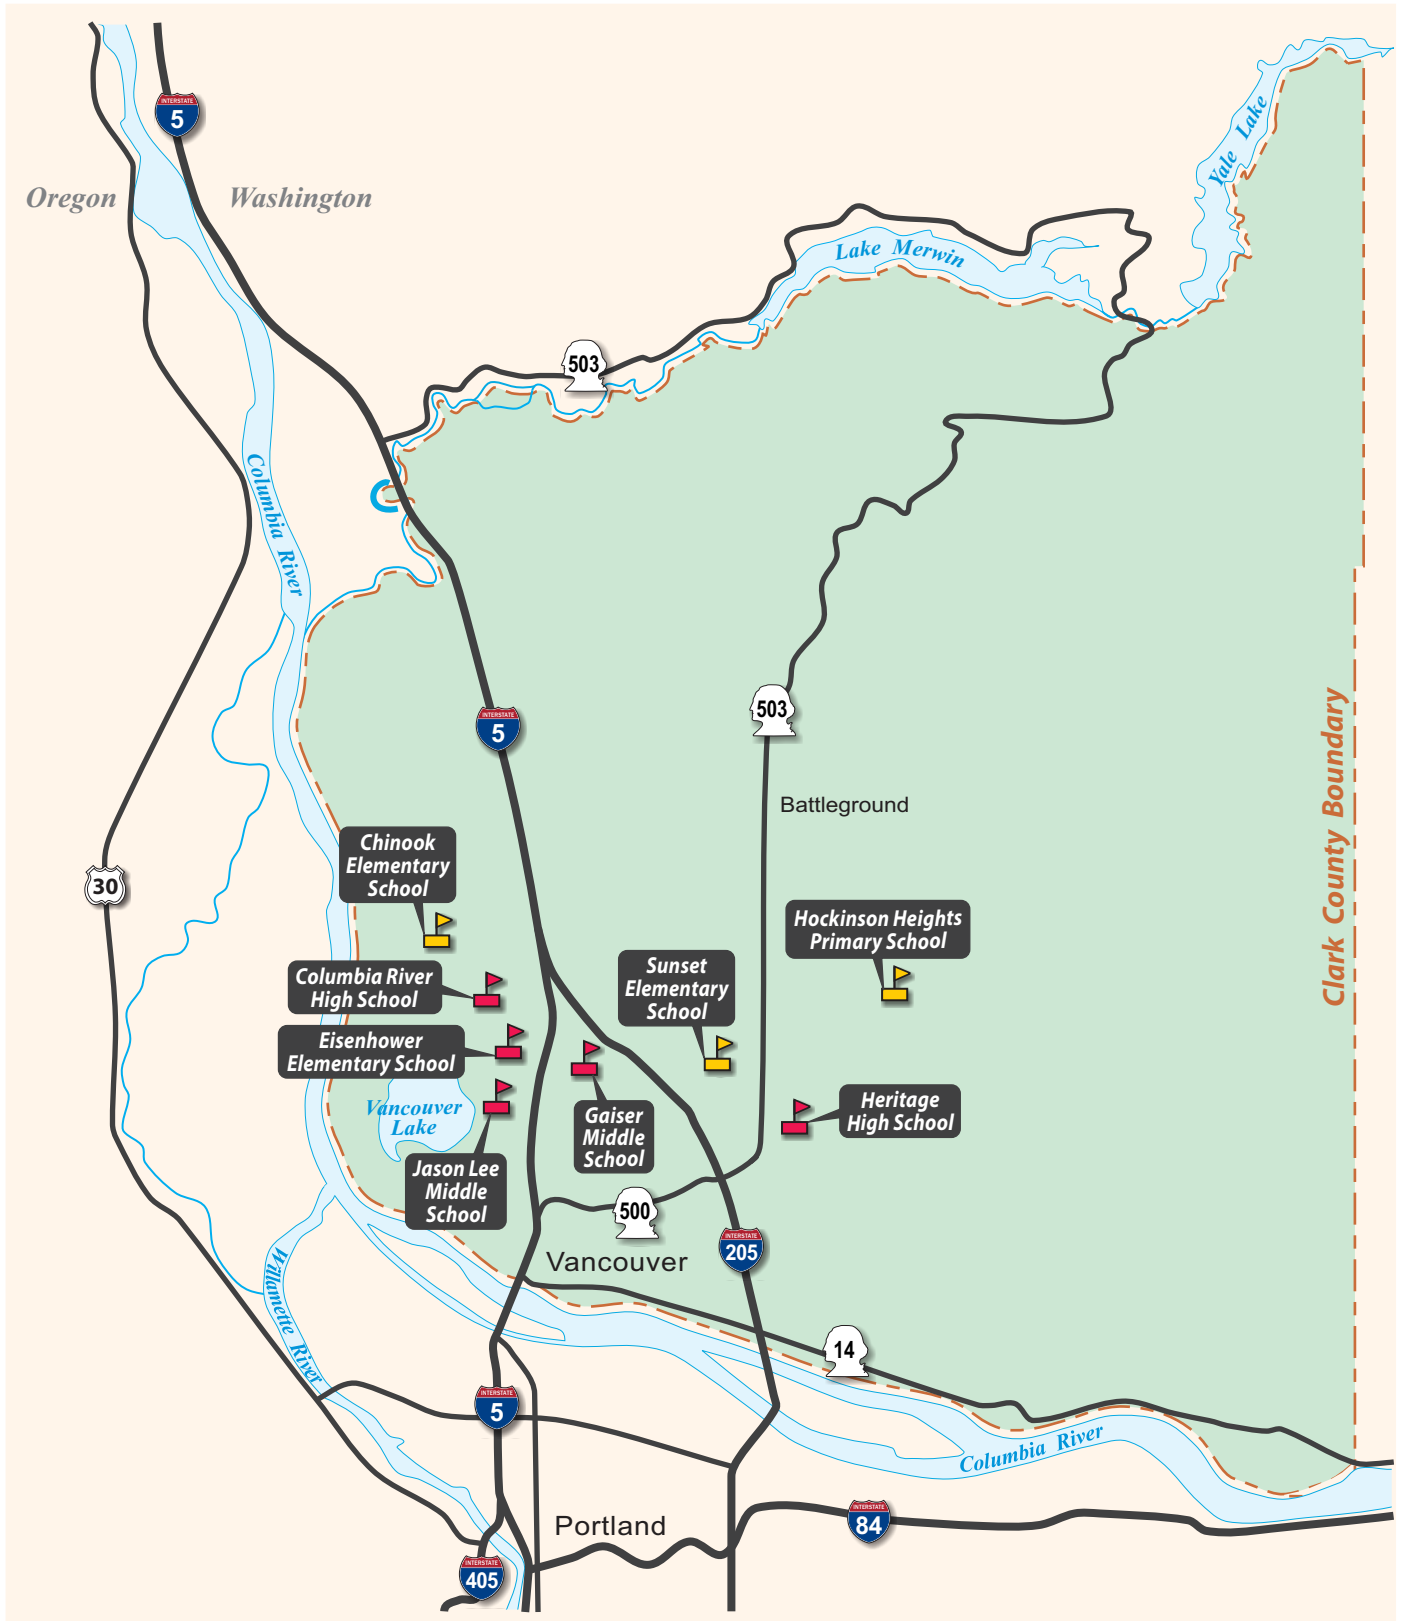 INTERSTATE
5
Oregon
Washington
Yale Lake
Lake Merwin
503
Columbia River
INTERSTATE
5
503
Battleground
Clark County Boundary
30
Chinook
Elementary
School
Hockinson Heights
Primary School
Columbia River
High School
Sunset
Elementary
School
Eisenhower
Elementary School
Vancouver
Lake
Gaiser
Middle
School
Heritage
High School
Jason Lee
Middle
School
500
INTERSTATE
205
Vancouver
Willamette River
14
INTERSTATE
5
Columbia River
Portland
INTERSTATE
84
INTERSTATE
405